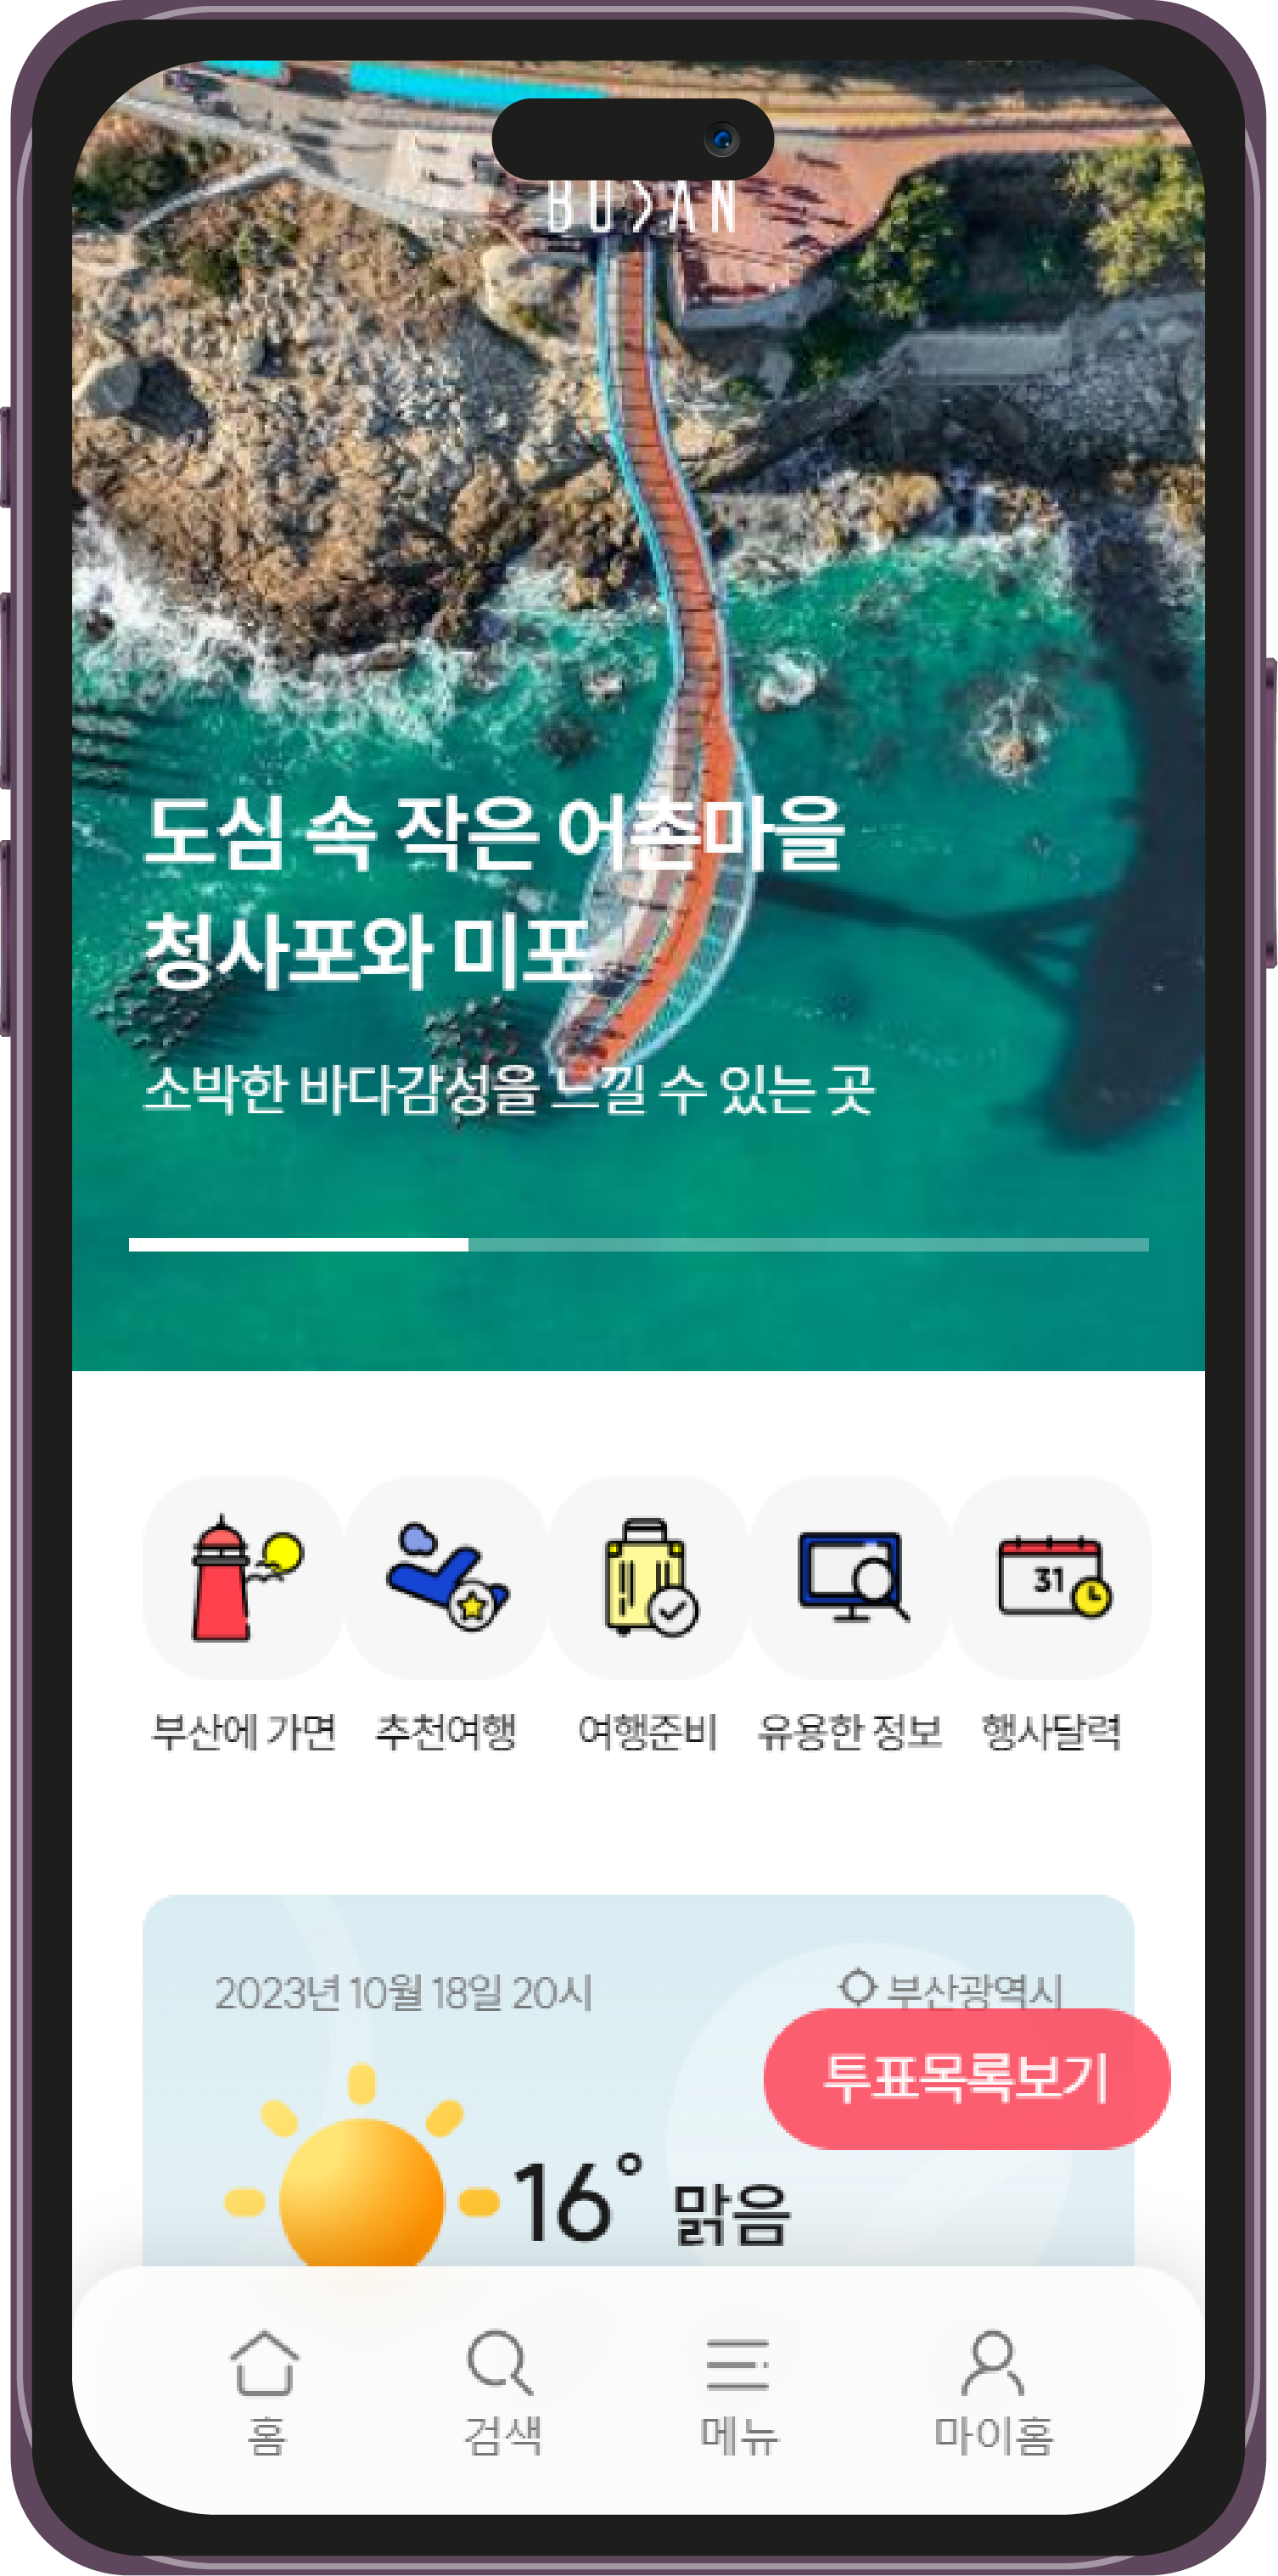 BUSAN
도심 속 작은 어촌마을
청사포와 미포
소박한 바다감성을 느낄 수 있는 곳
31
부산에 가면 추천여행 여행준비 유용한 정보 행사달력
2023년 10월 18일 20시 부산광역시
투표목록보기
16° 맑음
홈 검색 메뉴 마이홈